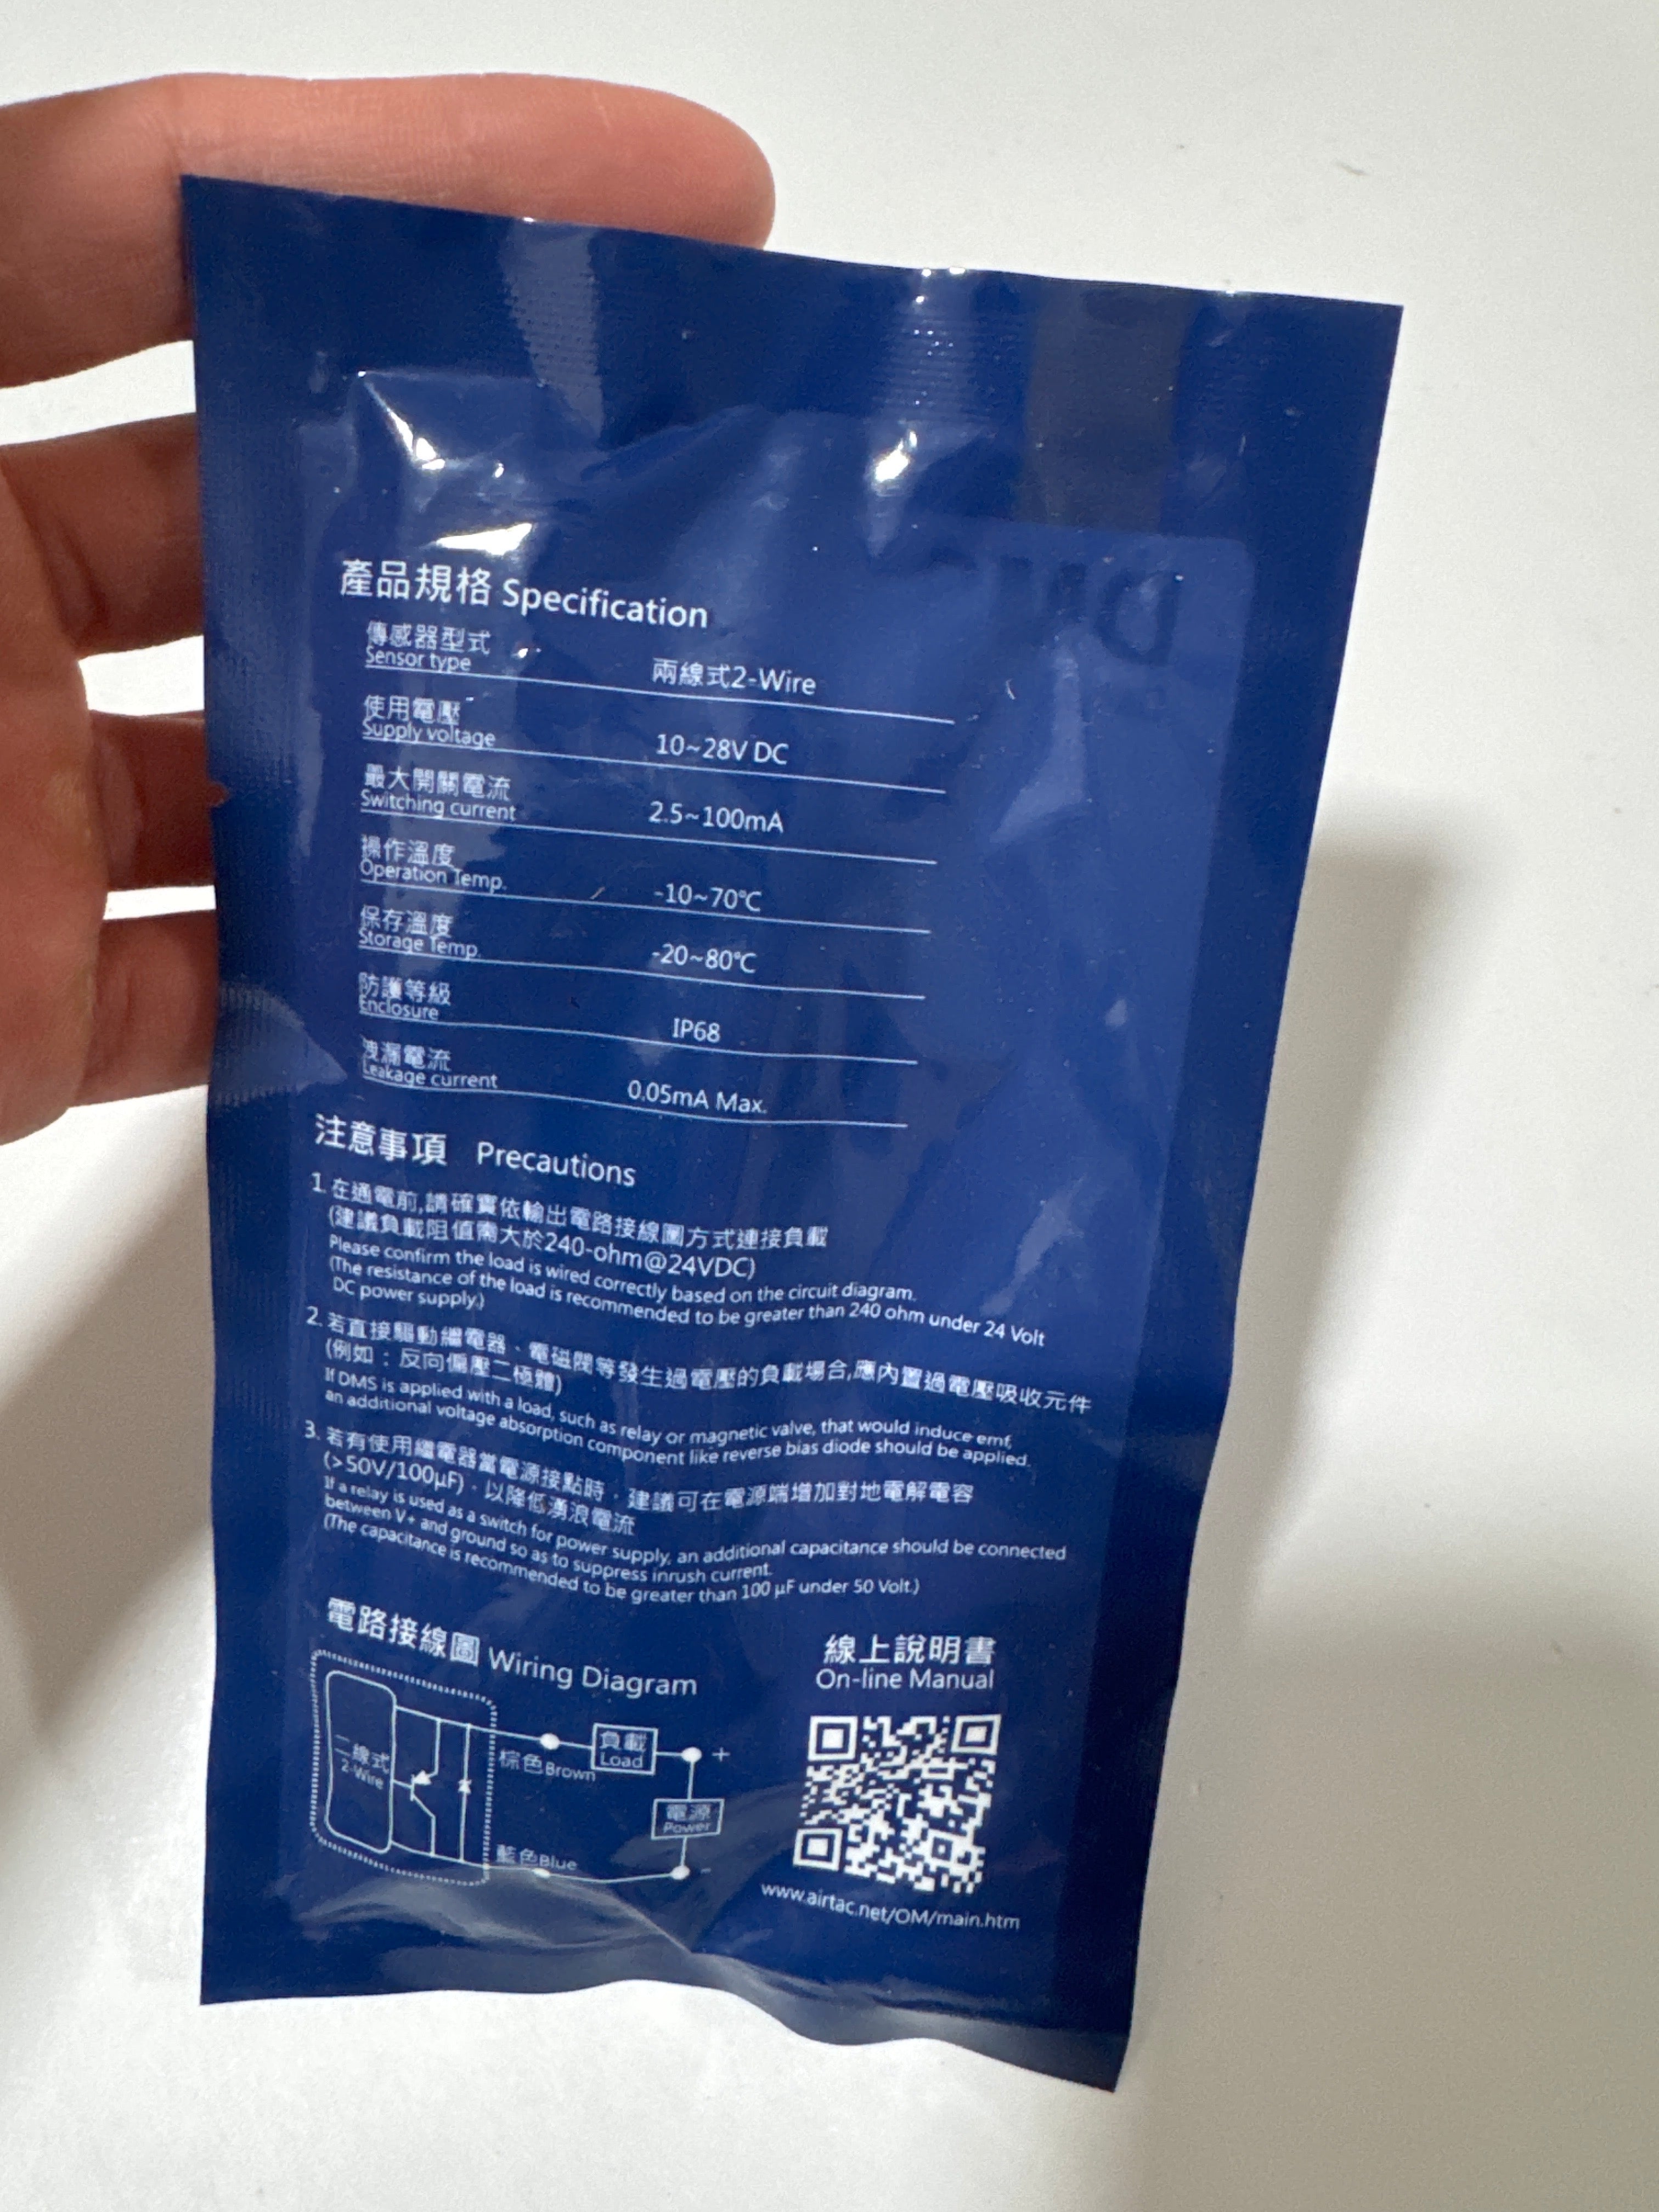 產品規格 Specification
傳感器型式
Sensor type
兩線式2-Wire
使用電壓
Supply voltage
10~28V DC
最大開關電流
Switching current
2.5~100mA
操作溫度
Operation Temp.
-10~70℃
保存溫度
Storage Temp.
-20~80℃
防護等級
Enclosure
IP68
洩漏電流
Leakage current
0.05mA Max.
注意事項 Precautions
1. 在通電前,請確實依輸出電路接線圖方式連接負載
(建議負載阻值需大於240-ohm@24VDC)
Please confirm the load is wired correctly based on the circuit diagram.
(The resistance of the load is recommended to be greater than 240 ohm under 24 Volt
DC power supply.)
2. 若直接驅動繼電器、電磁閥等發生過電壓的負載場合,應內置過電壓吸收元件
(例如：反向偏壓二極體)
If DMS is applied with a load, such as relay or magnetic valve, that would induce emf,
an additional voltage absorption component like reverse bias diode should be applied.
3. 若有使用繼電器當電源接點時，建議可在電源端增加對地電解電容
(>50V/100μF)，以降低湧浪電流
If a relay is used as a switch for power supply, an additional capacitance should be connected
between V+ and ground so as to suppress inrush current.
(The capacitance is recommended to be greater than 100 μF under 50 Volt.)
電路接線圖 Wiring Diagram
二線式
2-Wire
棕色Brown
負載
Load
+
電源
Power
藍色Blue
-
線上說明書
On-line Manual
www.airtac.net/OM/main.htm